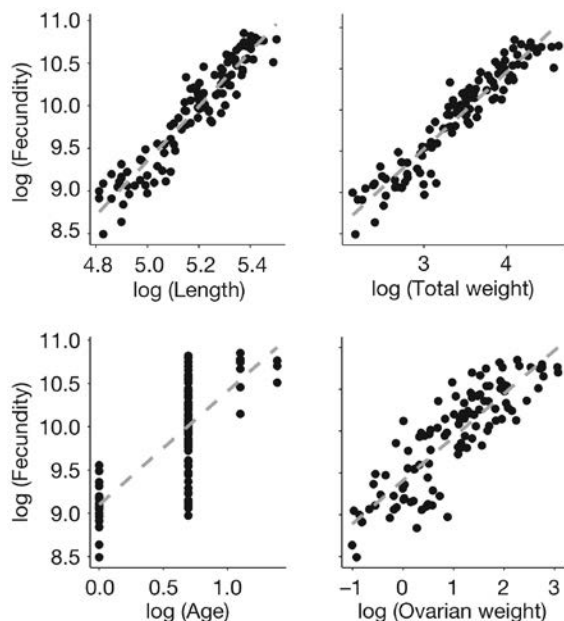 log (Fecundity)
11.0
10.5
10.0
9.5
9.0
8.5
4.8 5.0 5.2 5.4
log (Length)
3 4
log (Total weight)
log (Fecundity)
11.0
10.5
10.0
9.5
9.0
8.5
0.0 0.5 1.0
log (Age)
−1 0 1 2 3
log (Ovarian weight)